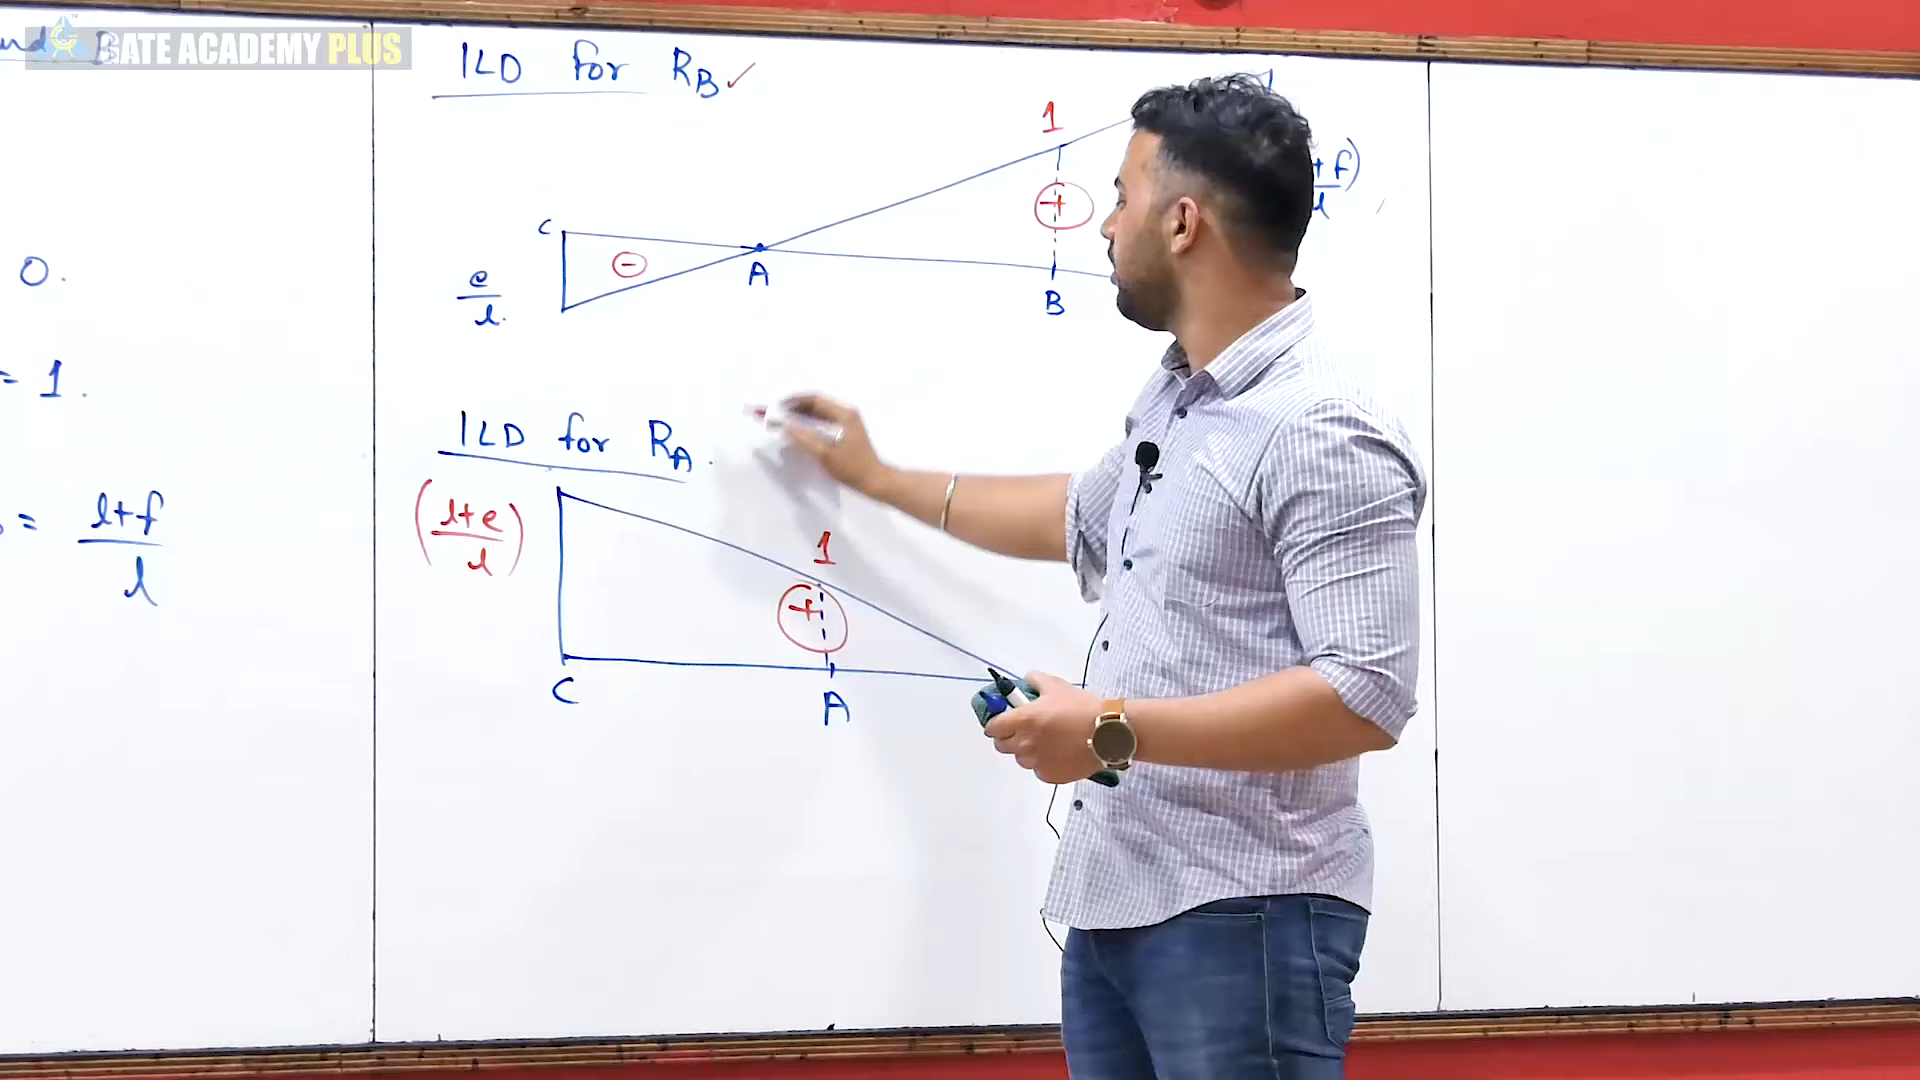 GATE ACADEMY PLUS
0.
= 1.
= l+f
l
ILD for RB ✓
1
+
C
-
A
B
e
l.
+ f)
l
ILD for RA.
(l+e)
l
1
+
C
A